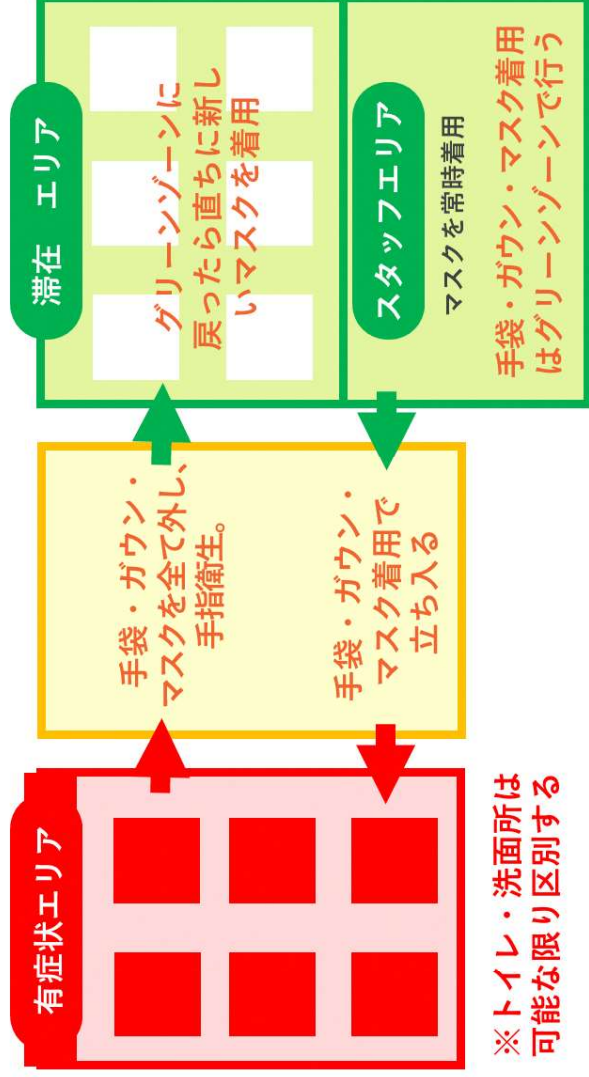 有症状エリア
※トイレ・洗面所は
可能な限り区別する
手袋・ガウン・
マスクを全て外し、
手指衛生。
手袋・ガウン・
マスク着用で
立ち入る
滞在　エリア
グリーンゾーンに
戻ったら直ちに新し
いマスクを着用
スタッフエリア
マスクを常時着用
手袋・ガウン・マスク着用
はグリーンゾーンで行う